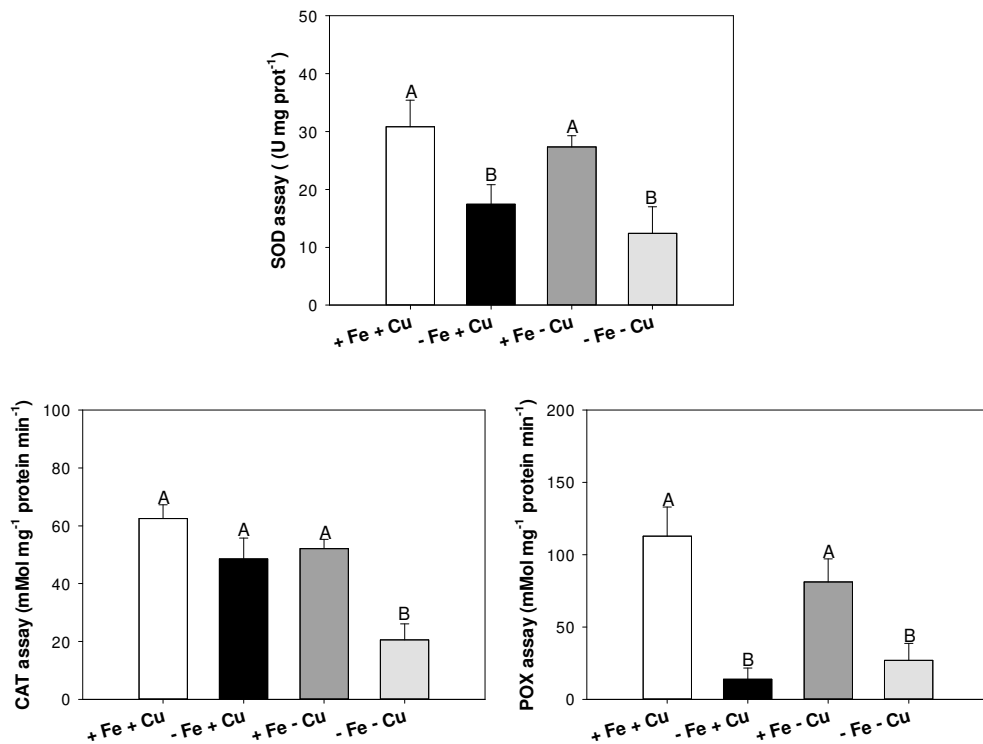 SOD assay ( (U mg prot⁻¹)
50
40
30
20
10
0
A
B
A
B
+ Fe + Cu
- Fe + Cu
+ Fe - Cu
- Fe - Cu
CAT assay (mMol mg⁻¹ protein min⁻¹)
100
80
60
40
20
0
A
A
A
B
+ Fe + Cu
- Fe + Cu
+ Fe - Cu
- Fe - Cu
POX assay (mMol mg⁻¹ protein min⁻¹)
200
150
100
50
0
A
B
A
B
+ Fe + Cu
- Fe + Cu
+ Fe - Cu
- Fe - Cu